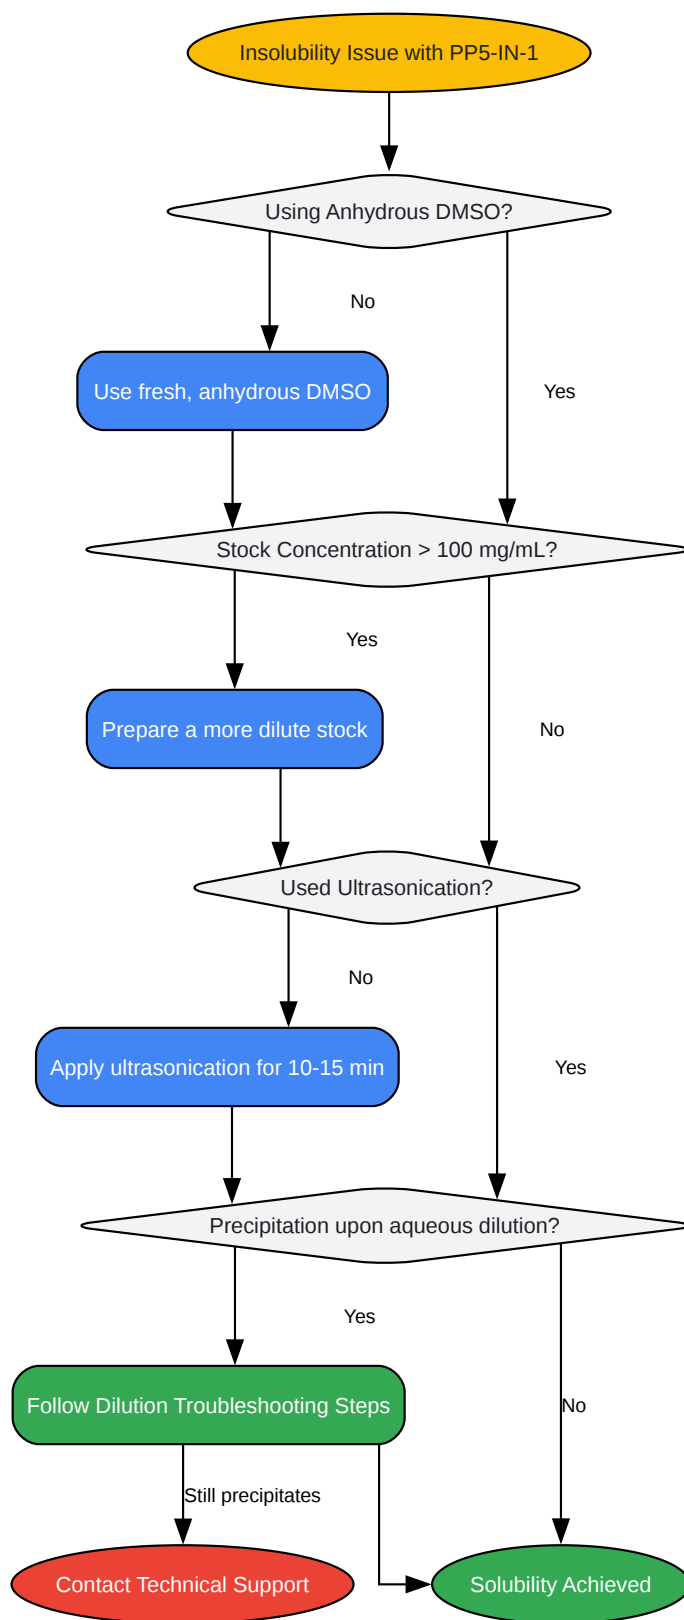 Insolubility Issue with PP5-IN-1
Using Anhydrous DMSO?
No
Use fresh, anhydrous DMSO
Yes
Stock Concentration > 100 mg/mL?
Yes
Prepare a more dilute stock
No
Used Ultrasonication?
No
Apply ultrasonication for 10-15 min
Yes
Precipitation upon aqueous dilution?
Yes
Follow Dilution Troubleshooting Steps
No
Still precipitates
Contact Technical Support
Solubility Achieved